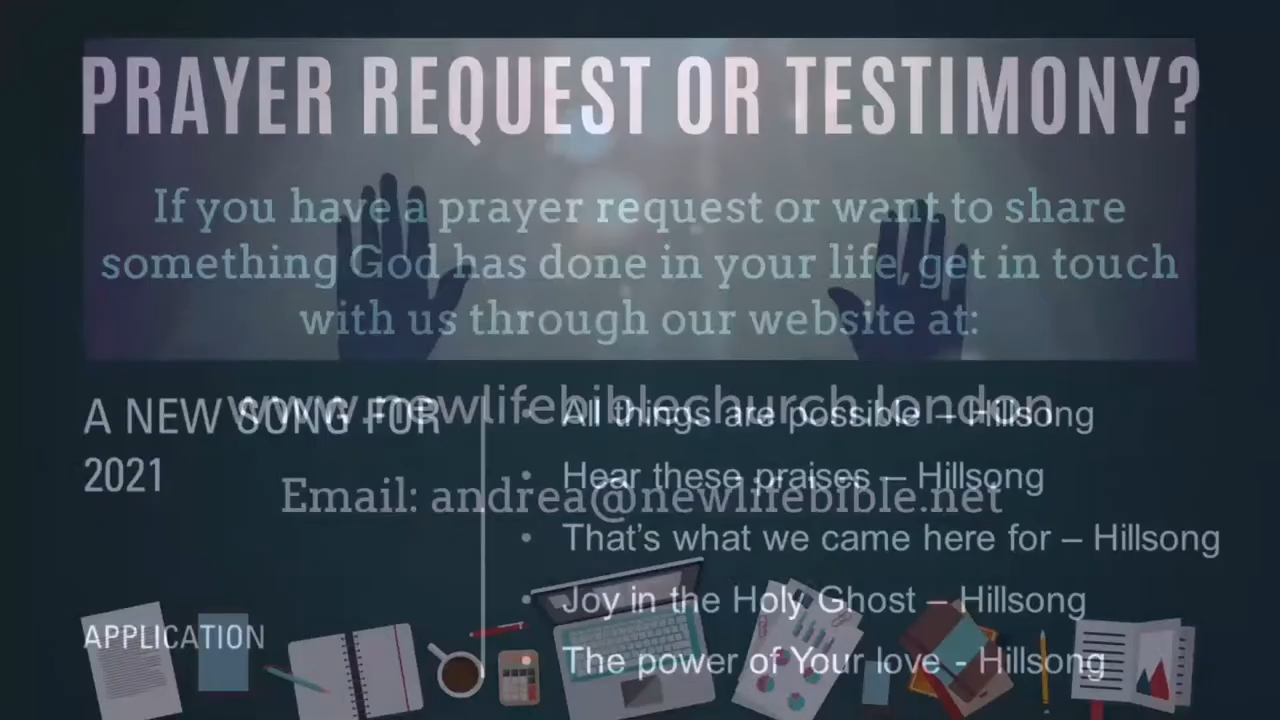 PRAYER REQUEST OR TESTIMONY?
If you have a prayer request or want to share
something God has done in your life, get in touch
with us through our website at:
www.newlifebiblechurch.london
Email: andrea@newlifebible.net
A NEW SONG FOR
2021
APPLICATION
• All things are possible – Hillsong
• Hear these praises – Hillsong
• That's what we came here for – Hillsong
• Joy in the Holy Ghost – Hillsong
• The power of Your love - Hillsong